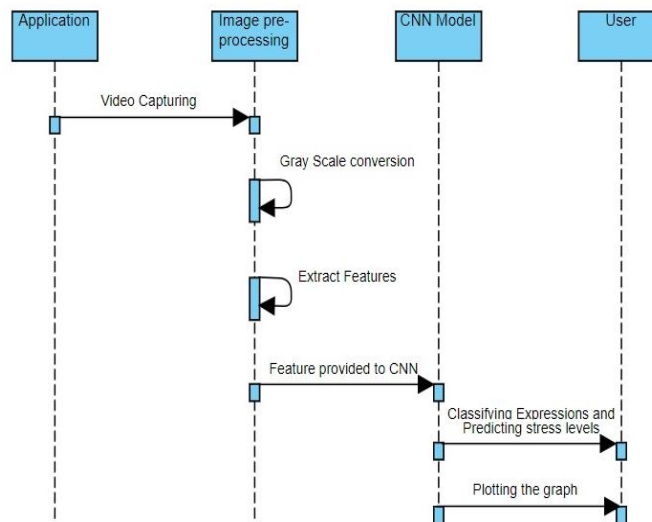 Application
Image pre-
processing
CNN Model
User
Video Capturing
Gray Scale conversion
Extract Features
Feature provided to CNN
Classifying Expressions and
Predicting stress levels
Plotting the graph